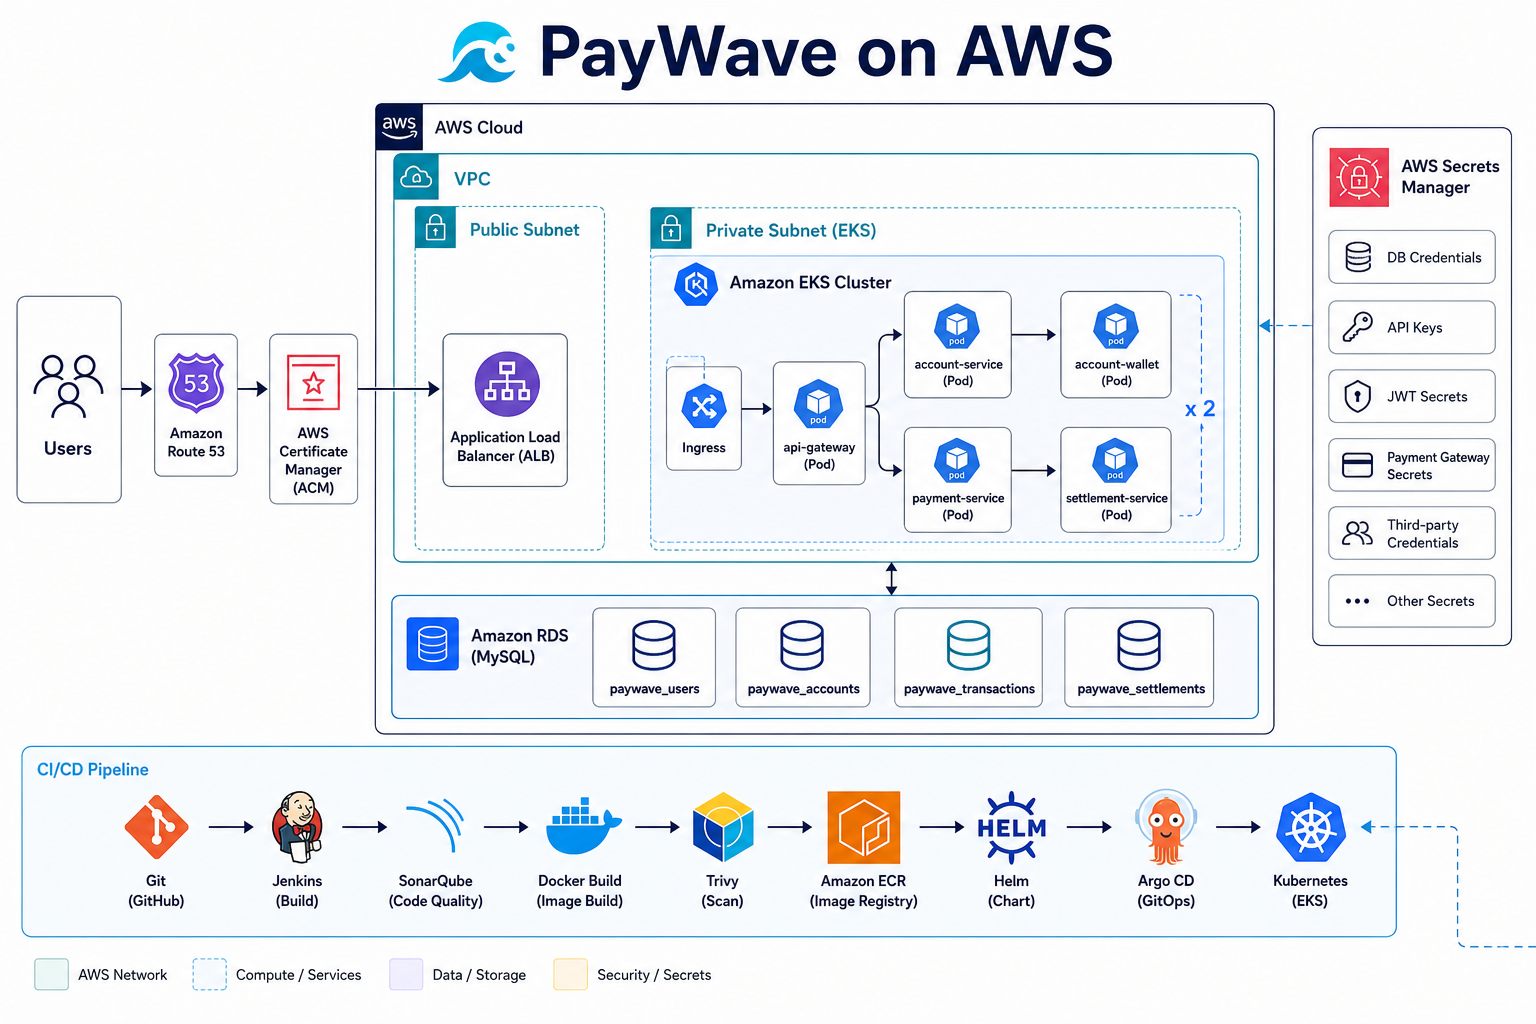 PayWave on AWS
aws
AWS Cloud
VPC
Public Subnet
Private Subnet (EKS)
Amazon EKS Cluster
Users
53
Amazon
Route 53
AWS
Certificate
Manager
(ACM)
Application Load
Balancer (ALB)
Ingress
pod
api-gateway
(Pod)
pod
account-service
(Pod)
pod
account-wallet
(Pod)
pod
payment-service
(Pod)
pod
settlement-service
(Pod)
x 2
AWS Secrets
Manager
DB Credentials
API Keys
JWT Secrets
Payment Gateway
Secrets
Third-party
Credentials
Other Secrets
Amazon RDS
(MySQL)
paywave_users
paywave_accounts
paywave_transactions
paywave_settlements
CI/CD Pipeline
Git
(GitHub)
Jenkins
(Build)
SonarQube
(Code Quality)
Docker Build
(Image Build)
Trivy
(Scan)
Amazon ECR
(Image Registry)
HELM
Helm
(Chart)
Argo CD
(GitOps)
Kubernetes
(EKS)
AWS Network
Compute / Services
Data / Storage
Security / Secrets